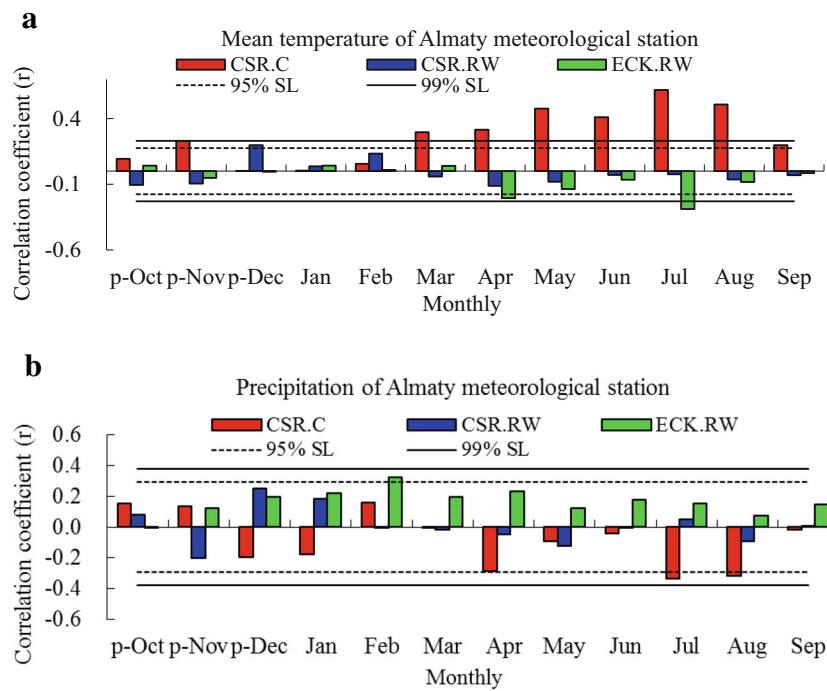 a
Mean temperature of Almaty meteorological station
CSR.C CSR.RW ECK.RW
95% SL 99% SL
Correlation coefficient (r)
0.4
-0.1
-0.6
p-Oct p-Nov p-Dec Jan Feb Mar Apr May Jun Jul Aug Sep
Monthly
b
Precipitation of Almaty meteorological station
CSR.C CSR.RW ECK.RW
95% SL 99% SL
Correlation coefficient (r)
0.6
0.4
0.2
0.0
-0.2
-0.4
-0.6
p-Oct p-Nov p-Dec Jan Feb Mar Apr May Jun Jul Aug Sep
Monthly